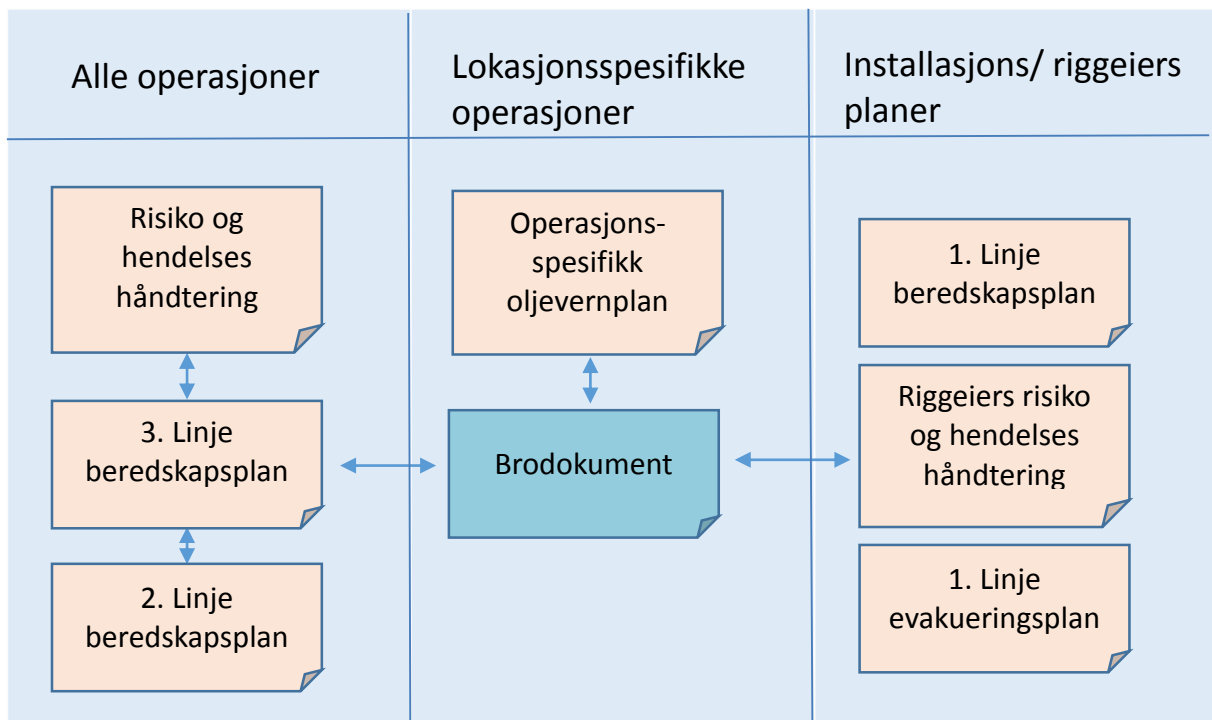 Alle operasjoner
Lokasjonsspesifikke
operasjoner
Installasjons/ riggeiers
planer
Risiko og
hendelses
håndtering
3. Linje
beredskapsplan
2. Linje
beredskapsplan
Operasjons-
spesifikk
oljevernplan
Brodokument
1. Linje
beredskapsplan
Riggeiers risiko
og hendelses
håndtering
1. Linje
evakueringsplan